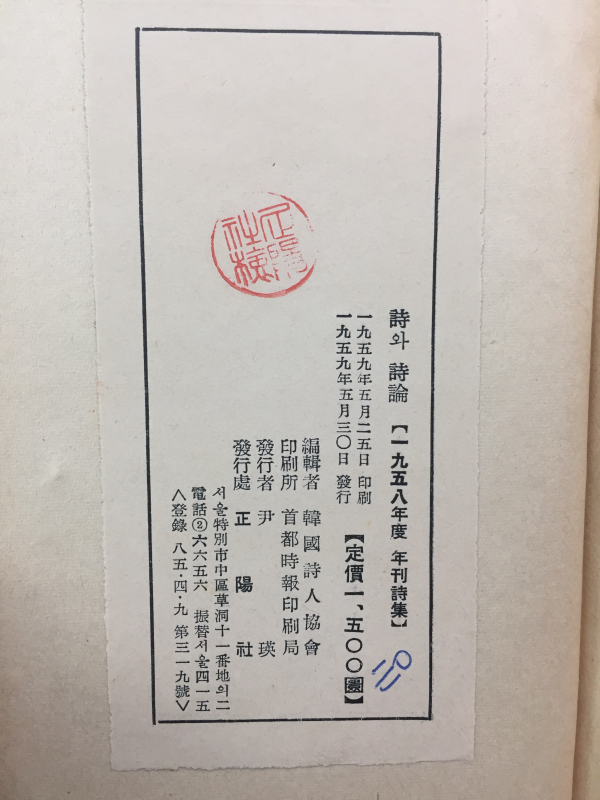 詩와 詩論 【一九五八年度 年刊詩集】
一九五九年五月二五日 印刷
一九五九年五月三〇日 發行
【定價一、五〇〇圜】
編輯者 韓國詩人協會
印刷所 首都時報印刷局
發行者 尹 瑛
發行處 正陽社
서울特別市中區草洞十一番地의二
電話②六六五六 振替서울四一五
<登錄 八五·四·九 第三一九號>
正陽社檢